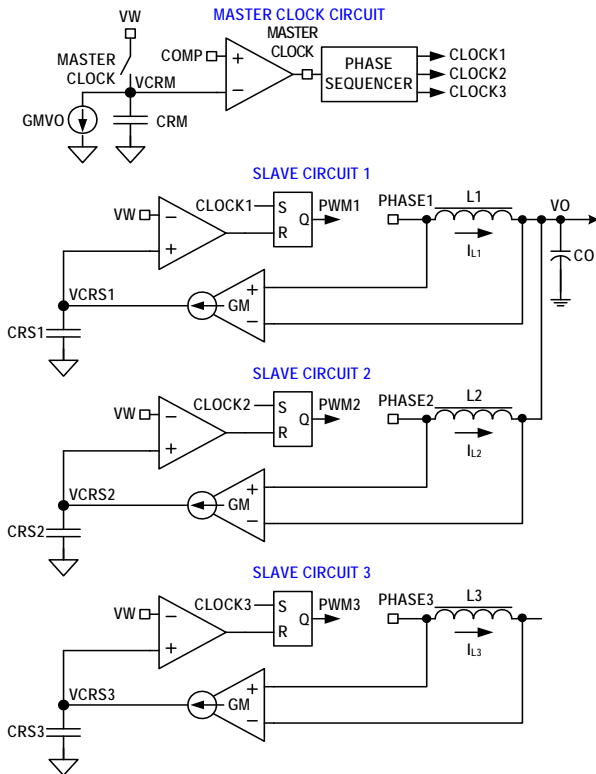 MASTER CLOCK CIRCUIT
VW
MASTER
CLOCK
COMP
+
−
MASTER
CLOCK
PHASE
SEQUENCER
CLOCK1
CLOCK2
CLOCK3
VCRM
GMVO
CRM
SLAVE CIRCUIT 1
VW
−
+
CLOCK1
S
R
Q
PWM1
PHASE1
L1
IL1
VO
CO
VCRS1
GM
+
−
CRS1
SLAVE CIRCUIT 2
VW
−
+
CLOCK2
S
R
Q
PWM2
PHASE2
L2
IL2
VCRS2
GM
+
−
CRS2
SLAVE CIRCUIT 3
VW
−
+
CLOCK3
S
R
Q
PWM3
PHASE3
L3
IL3
VCRS3
GM
+
−
CRS3